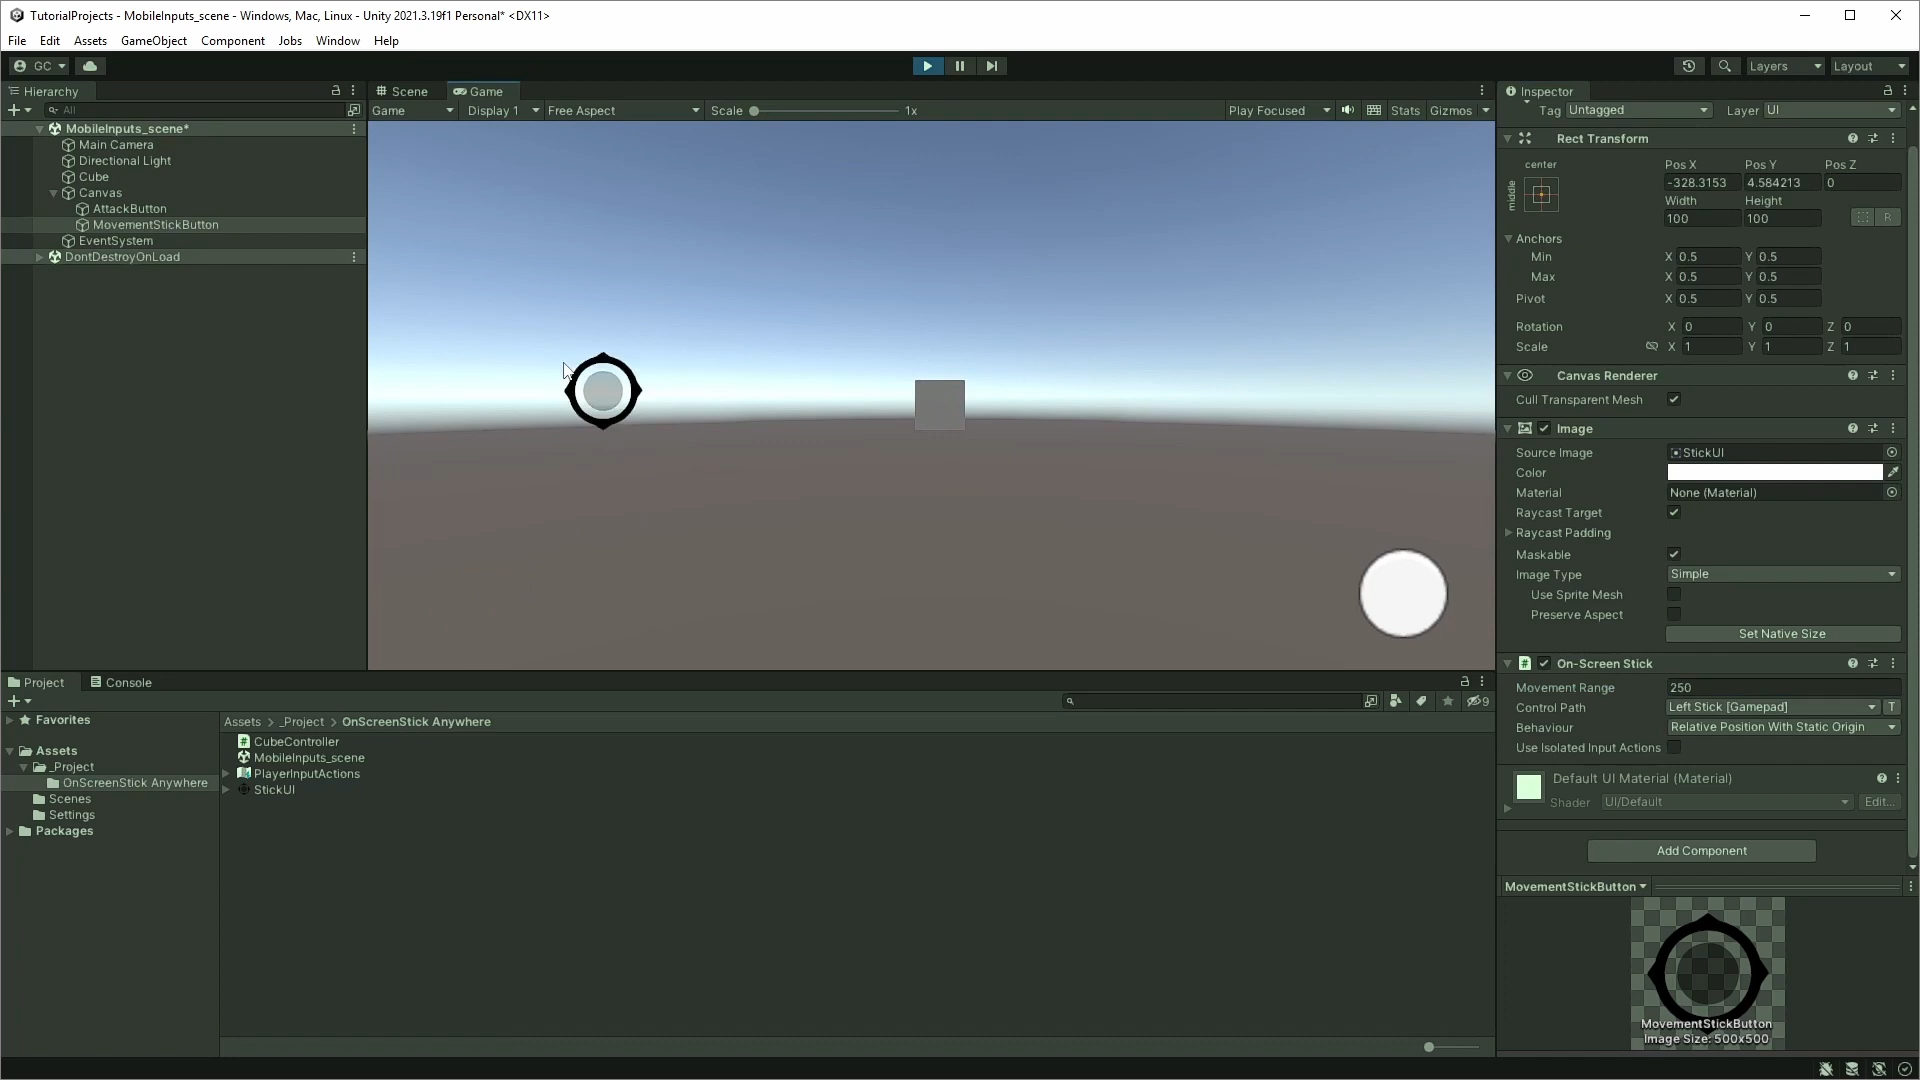 TutorialProjects - MobileInputs_scene - Windows, Mac, Linux - Unity 2021.3.19f1 Personal* <DX11>
File Edit Assets GameObject Component Jobs Window Help
GC Layers Layout
Hierarchy
All
MobileInputs_scene*
Main Camera
Directional Light
Cube
Canvas
AttackButton
MovementStickButton
EventSystem
DontDestroyOnLoad
Scene Game
Game Display 1 Free Aspect Scale 1x Play Focused Stats Gizmos
Inspector
Tag Untagged Layer UI
Rect Transform
center
middle
Pos X Pos Y Pos Z
-328.3153 4.584213 0
Width Height
100 100 R
Anchors
Min X 0.5 Y 0.5
Max X 0.5 Y 0.5
Pivot X 0.5 Y 0.5
Rotation X 0 Y 0 Z 0
Scale X 1 Y 1 Z 1
Canvas Renderer
Cull Transparent Mesh
Image
Source Image StickUI
Color
Material None (Material)
Raycast Target
Raycast Padding
Maskable
Image Type Simple
Use Sprite Mesh
Preserve Aspect
Set Native Size
# On-Screen Stick
Movement Range 250
Control Path Left Stick [Gamepad] T
Behaviour Relative Position With Static Origin
Use Isolated Input Actions
Default UI Material (Material)
Shader UI/Default Edit...
Add Component
MovementStickButton
MovementStickButton
Image Size: 500x500
Project Console
9
Favorites
Assets
_Project
OnScreenStick Anywhere
Scenes
Settings
Packages
Assets > _Project > OnScreenStick Anywhere
# CubeController
MobileInputs_scene
PlayerInputActions
StickUI